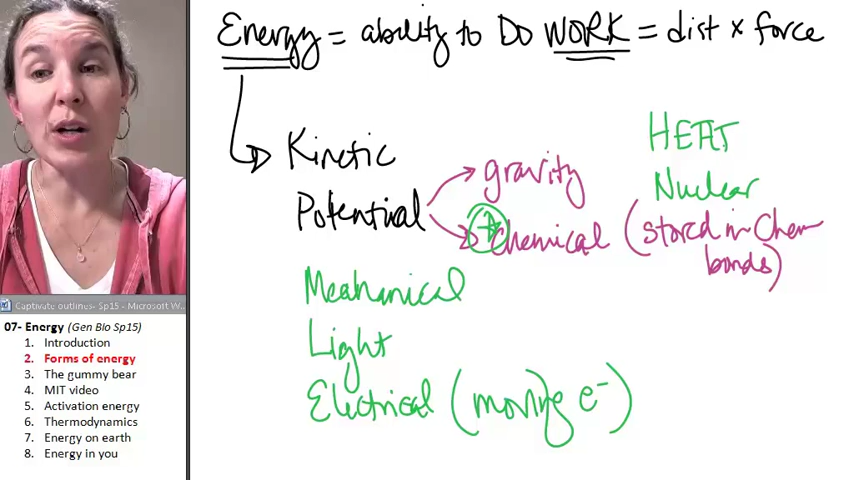 Energy = ability to Do WORK = dist x force
Kinetic
Potential
gravity
chemical (stored in Chem bonds)
HEAT
Nuclear
Mechanical
Light
Electrical (moving e⁻)
Captivate outlines- Sp15 - Microsoft W.
07- Energy (Gen Bio Sp15)
1. Introduction
2. Forms of energy
3. The gummy bear
4. MIT video
5. Activation energy
6. Thermodynamics
7. Energy on earth
8. Energy in you